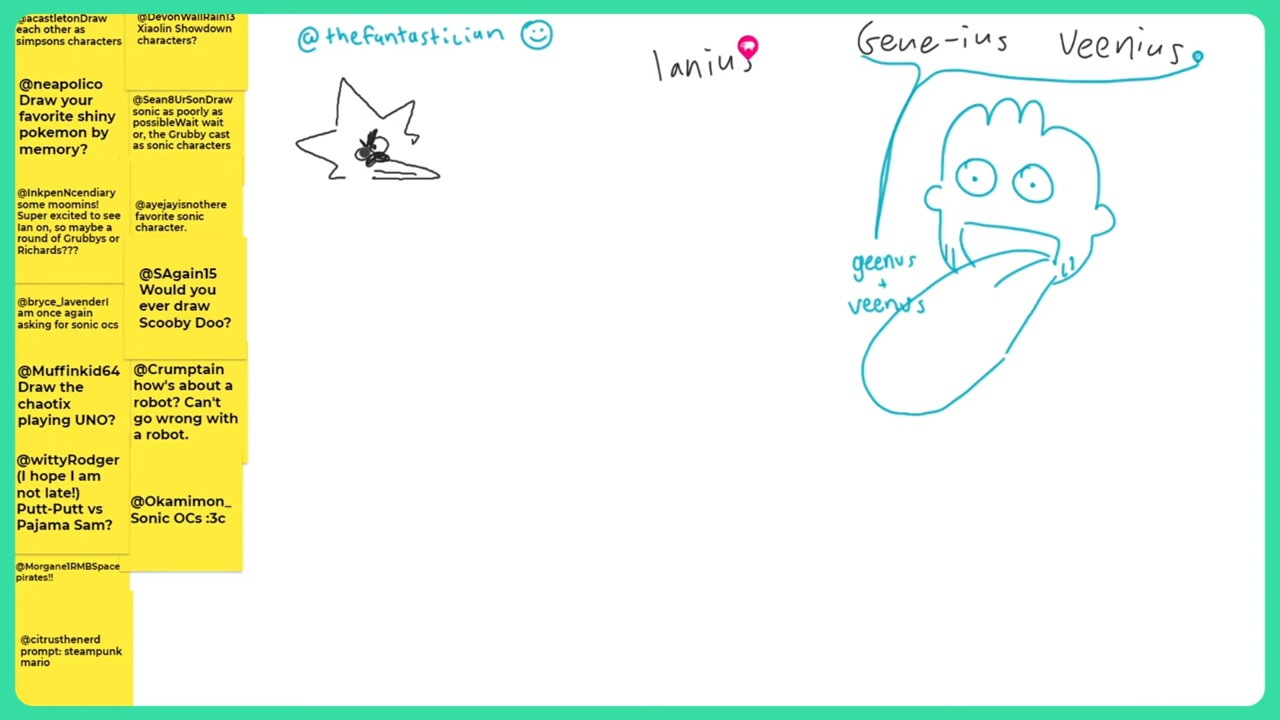 @acastletonDraw
each other as
simpsons characters
@DevonWallRain13
Xiaolin Showdown
characters?
@neapolico
Draw your
favorite shiny
pokemon by
memory?
@Sean8UrSonDraw
sonic as poorly as
possibleWait wait
or, the Grubby cast
as sonic characters
@InkpenNcendiary
some moomins!
Super excited to see
Ian on, so maybe a
round of Grubbys or
Richards???
@ayejayisnothere
favorite sonic
character.
@SAgain15
Would you
ever draw
Scooby Doo?
@bryce_lavenderI
am once again
asking for sonic ocs
@Muffinkid64
Draw the
chaotix
playing UNO?
@Crumptain
how's about a
robot? Can't
go wrong with
a robot.
@wittyRodger
(I hope I am
not late!)
Putt-Putt vs
Pajama Sam?
@Okamimon_
Sonic OCs :3c
@Morgane1RMBSpace
pirates!!
@citrusthenerd
prompt: steampunk
mario
@thefuntastician
Ianius
Gene-ius Veenius
geenus
+
veenus